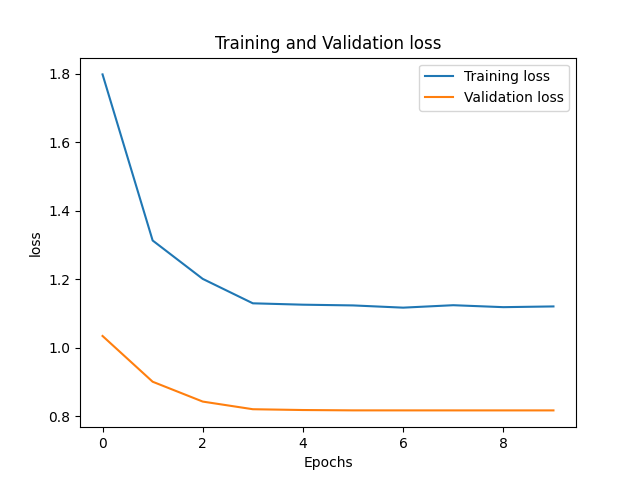 Training and Validation loss
Training loss
Validation loss
1.8
1.6
1.4
1.2
1.0
0.8
loss
0 2 4 6 8
Epochs